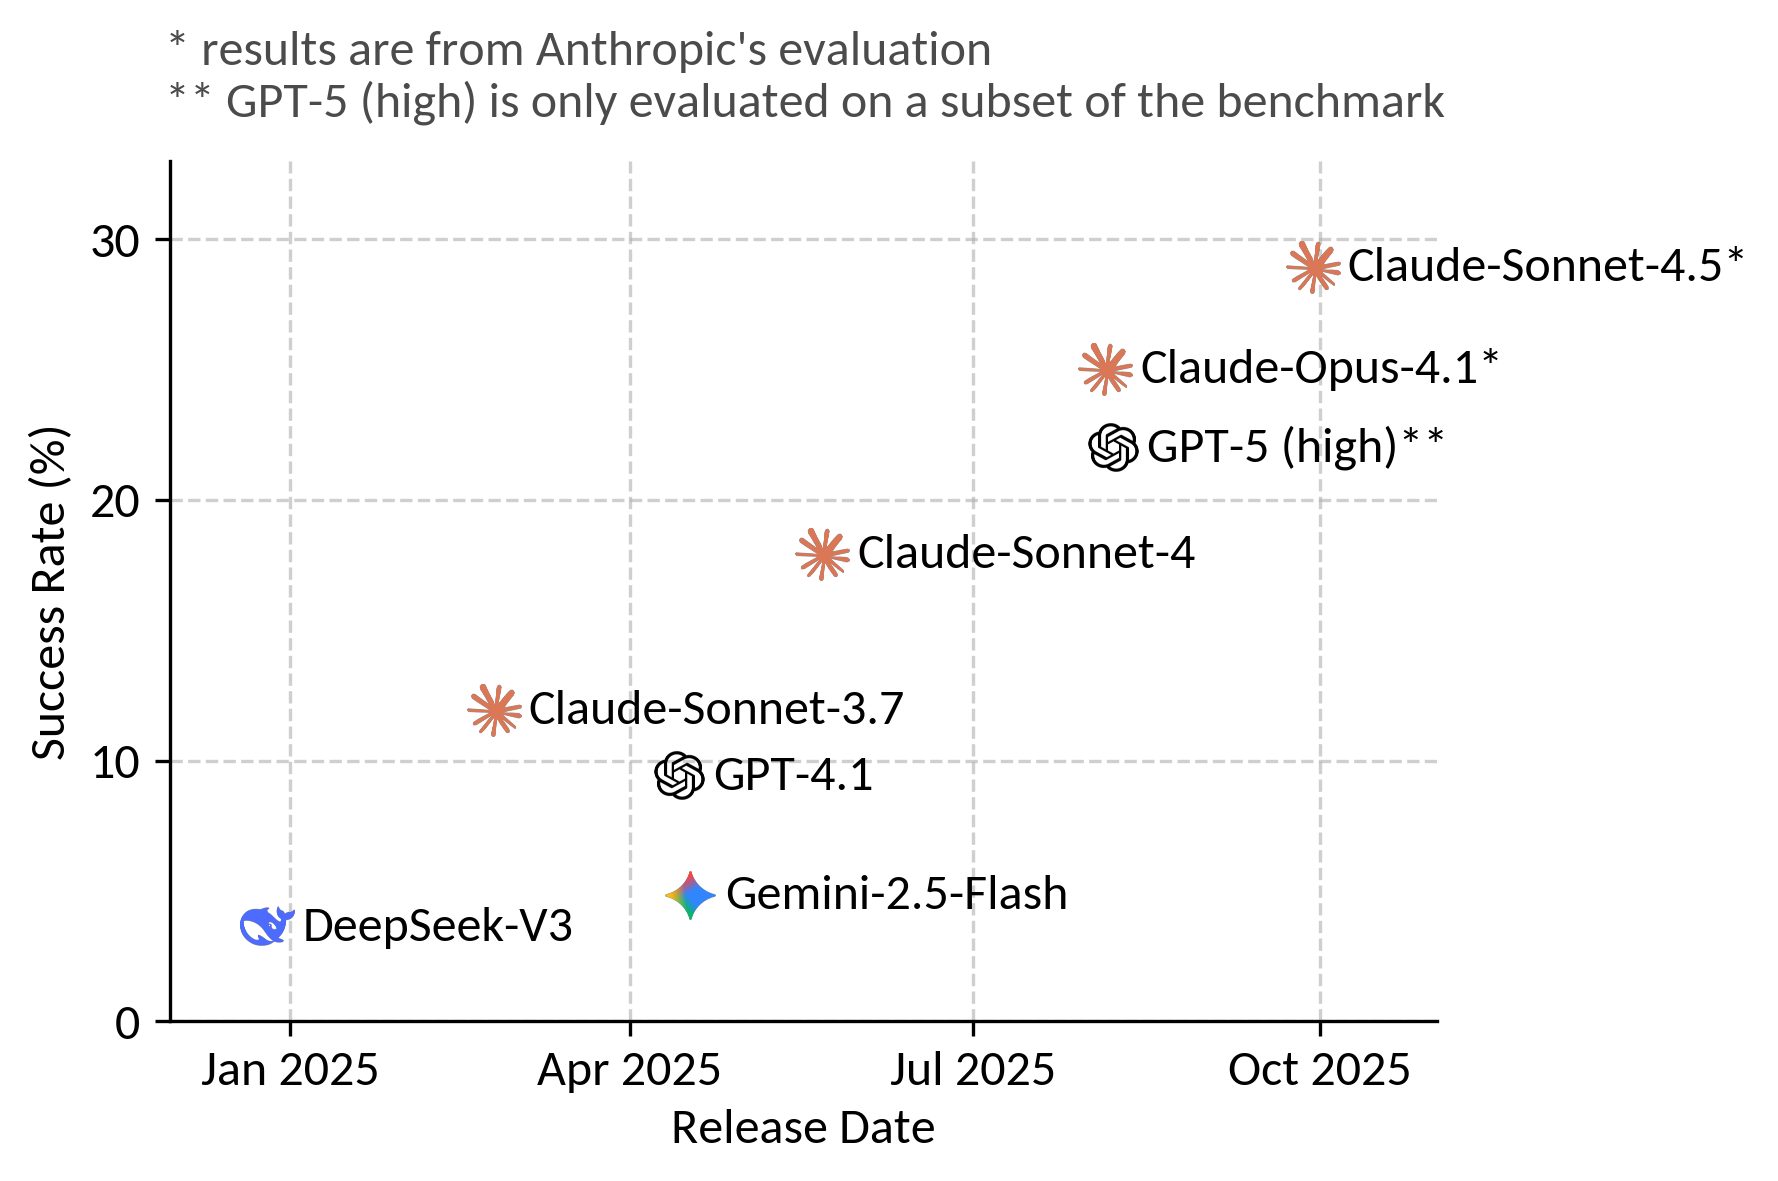 * results are from Anthropic's evaluation
** GPT-5 (high) is only evaluated on a subset of the benchmark
30
Claude-Sonnet-4.5*
Claude-Opus-4.1*
GPT-5 (high)**
20
Claude-Sonnet-4
Success Rate (%)
Claude-Sonnet-3.7
10
GPT-4.1
Gemini-2.5-Flash
DeepSeek-V3
0
Jan 2025 Apr 2025 Jul 2025 Oct 2025
Release Date